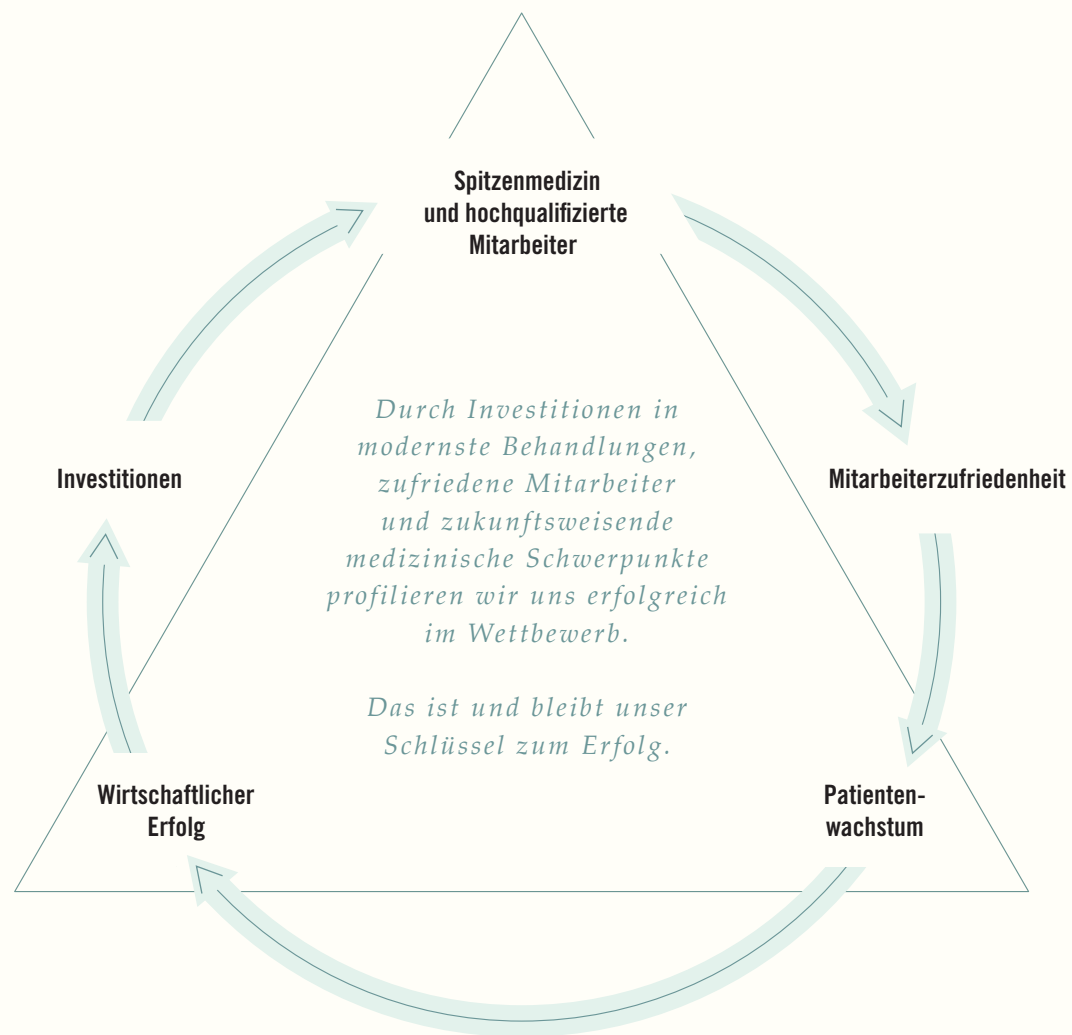 Spitzenmedizin
und hochqualifizierte
Mitarbeiter
Durch Investitionen in
modernste Behandlungen,
zufriedene Mitarbeiter
und zukunftsweisende
medizinische Schwerpunkte
profilieren wir uns erfolgreich
im Wettbewerb.
Das ist und bleibt unser
Schlüssel zum Erfolg.
Investitionen
Mitarbeiterzufriedenheit
Wirtschaftlicher
Erfolg
Patienten-
wachstum